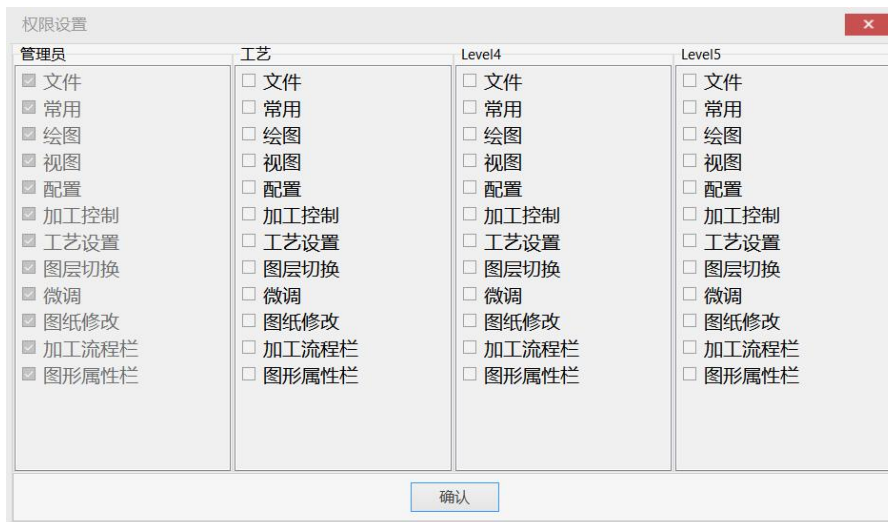 权限设置
管理员
文件
常用
绘图
视图
配置
加工控制
工艺设置
图层切换
微调
图纸修改
加工流程栏
图形属性栏
工艺
文件
常用
绘图
视图
配置
加工控制
工艺设置
图层切换
微调
图纸修改
加工流程栏
图形属性栏
Level4
文件
常用
绘图
视图
配置
加工控制
工艺设置
图层切换
微调
图纸修改
加工流程栏
图形属性栏
Level5
文件
常用
绘图
视图
配置
加工控制
工艺设置
图层切换
微调
图纸修改
加工流程栏
图形属性栏
确认